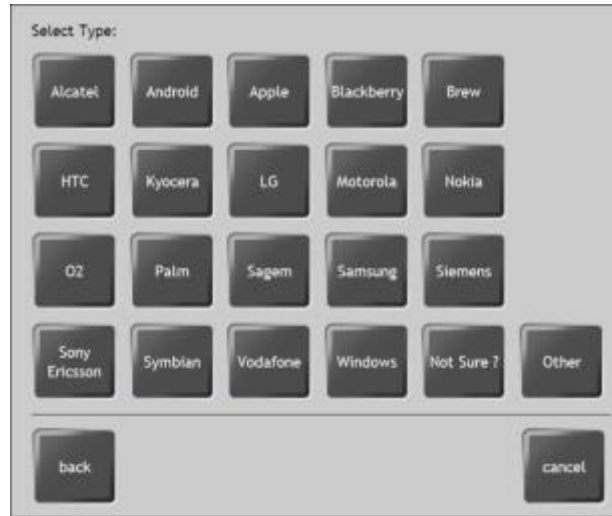 Select Type:
Alcatel Android Apple Blackberry Brew
HTC Kyocera LG Motorola Nokia
O2 Palm Sagem Samsung Siemens
Sony Ericsson Symbian Vodafone Windows Not Sure ? Other
back cancel